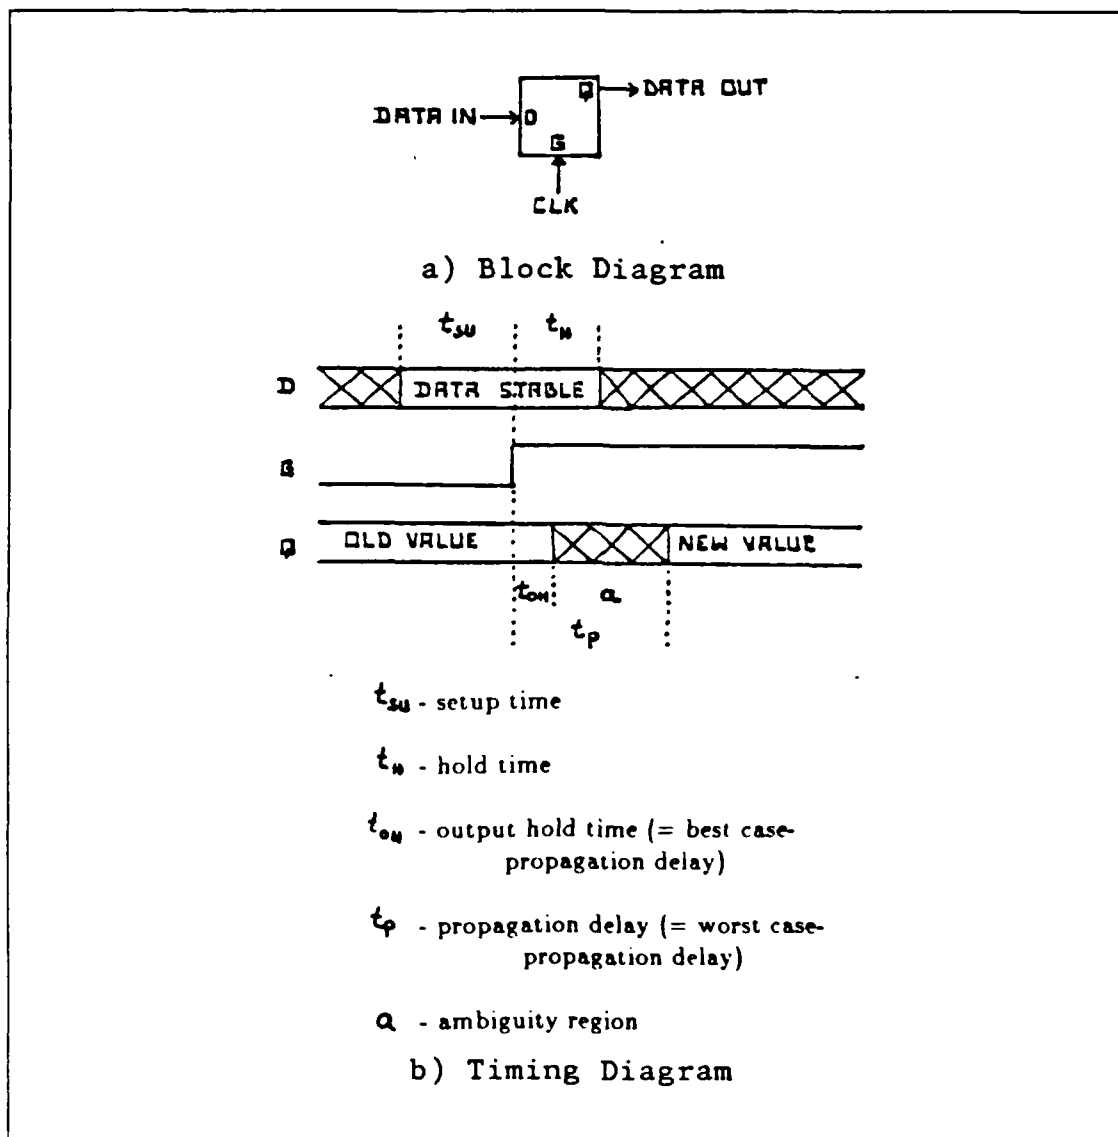 Q DATA OUT
DATA IN D
G
CLK
a) Block Diagram
tSU tH
D DATA STABLE
G
Q OLD VALUE NEW VALUE
tOH a
tP
tSU - setup time
tH - hold time
tOH - output hold time (= best case-
propagation delay)
tP - propagation delay (= worst case-
propagation delay)
a - ambiguity region
b) Timing Diagram